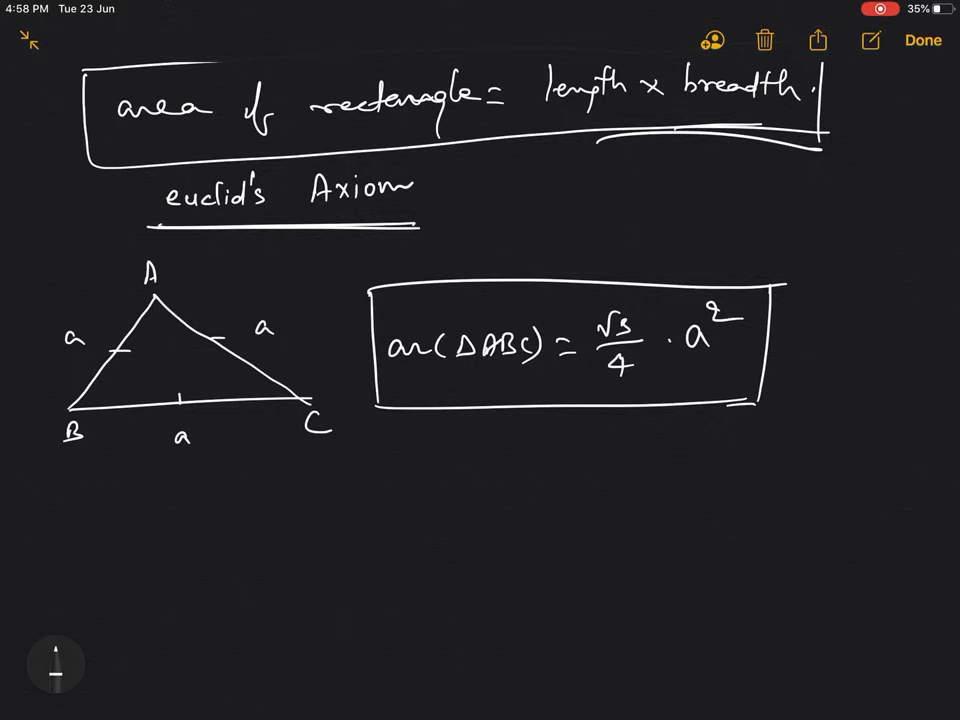 4:58 PM Tue 23 Jun 35%
Done
area of rectangle = length × breadth.
euclid's Axiom
A
a a
ar(△ABC) = √3/4 · a²
B C
a